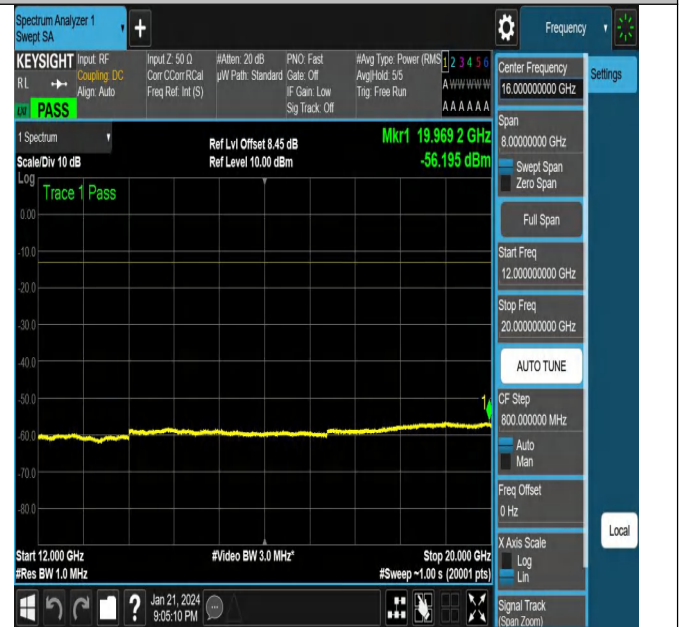 Spectrum Analyzer 1
Swept SA
+
Frequency
KEYSIGHT
RL
Input: RF
Coupling: DC
Align: Auto
Input Z: 50 Ω
Corr CCorr RCal
Freq Ref: Int (S)
#Atten: 20 dB
µW Path: Standard
PNO: Fast
Gate: Off
IF Gain: Low
Sig Track: Off
#Avg Type: Power (RMS
Avg|Hold: 5/5
Trig: Free Run
1 2 3 4 5 6
A W W W W W
A A A A A A
LXI
PASS
1 Spectrum
Scale/Div 10 dB
Ref Lvl Offset 8.45 dB
Ref Level 10.00 dBm
Mkr1 19.969 2 GHz
-56.195 dBm
Log
Trace 1 Pass
0.00
-10.0
-20.0
-30.0
-40.0
-50.0
-60.0
-70.0
-80.0
1
Start 12.000 GHz
#Res BW 1.0 MHz
#Video BW 3.0 MHz*
Stop 20.000 GHz
#Sweep ~1.00 s (20001 pts)
Jan 21, 2024
9:05:10 PM
?
Center Frequency
16.000000000 GHz
Settings
Span
8.00000000 GHz
Swept Span
Zero Span
Full Span
Start Freq
12.000000000 GHz
Stop Freq
20.000000000 GHz
AUTO TUNE
CF Step
800.000000 MHz
Auto
Man
Freq Offset
0 Hz
X Axis Scale
Log
Lin
Local
Signal Track
(Span Zoom)